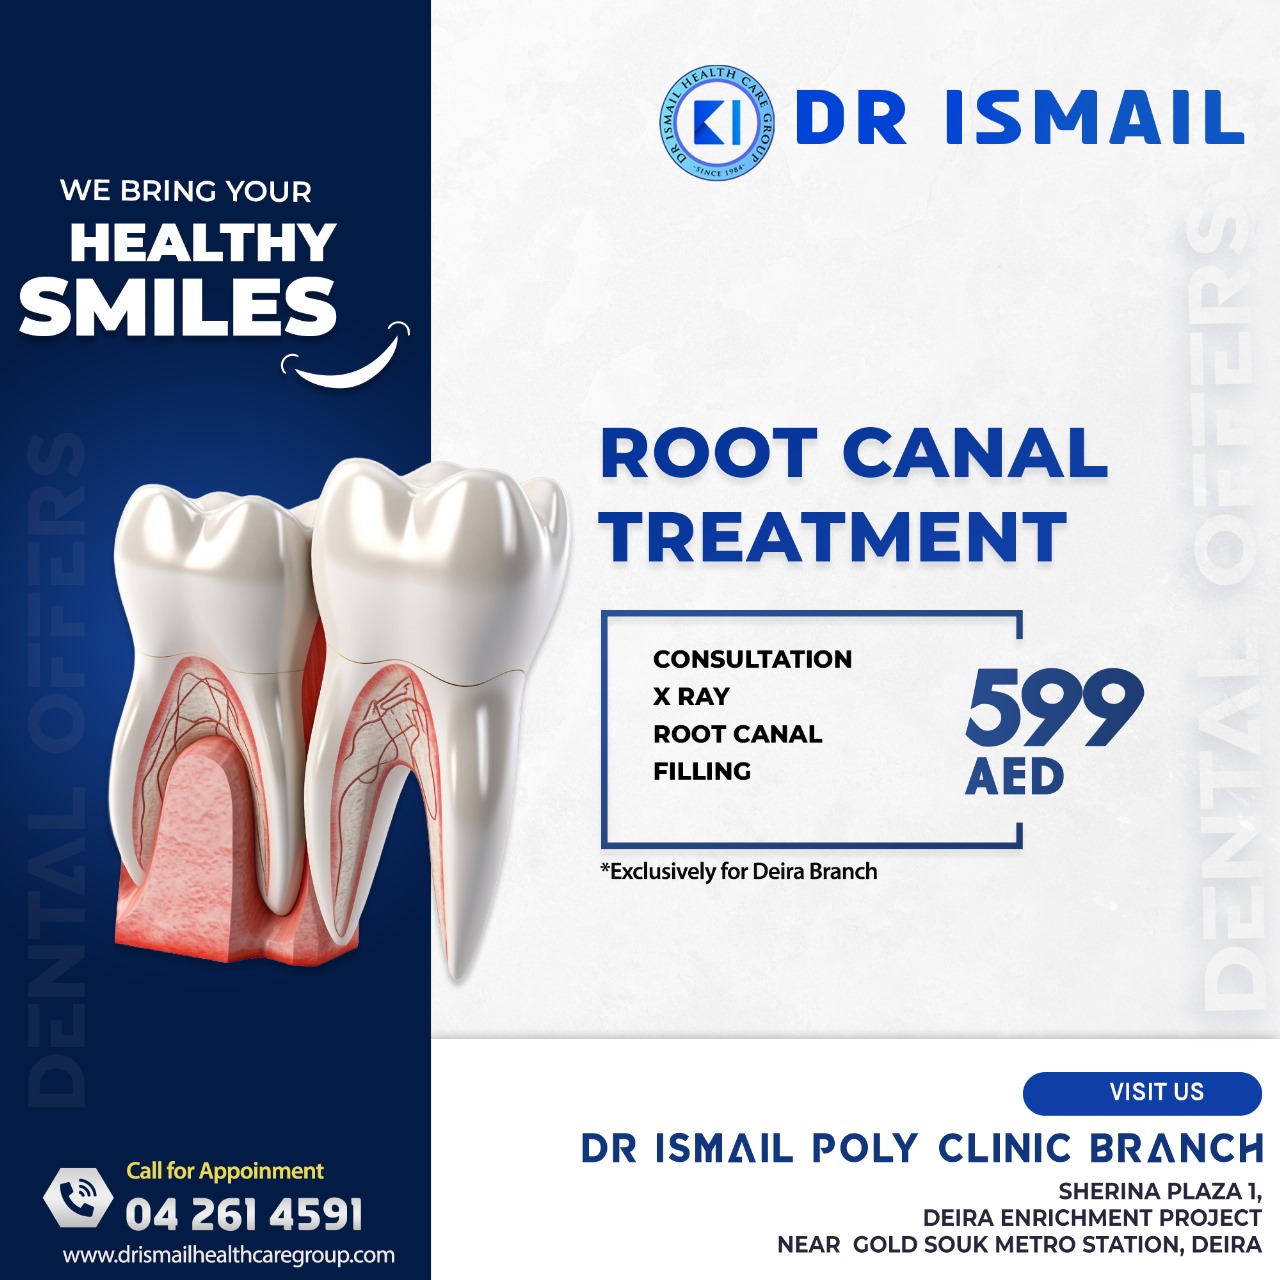 DR ISMAIL HEALTH CARE GROUP
·SINCE 1984·
KI
DR ISMAIL
WE BRING YOUR
HEALTHY
SMILES
DENTAL OFFERS
DENTAL OFFERS
ROOT CANAL
TREATMENT
CONSULTATION
X RAY
ROOT CANAL
FILLING
599
AED
*Exclusively for Deira Branch
VISIT US
DR ISMAIL POLY CLINIC BRANCH
SHERINA PLAZA 1,
DEIRA ENRICHMENT PROJECT
NEAR GOLD SOUK METRO STATION, DEIRA
Call for Appoinment
04 261 4591
www.drismailhealthcaregroup.com